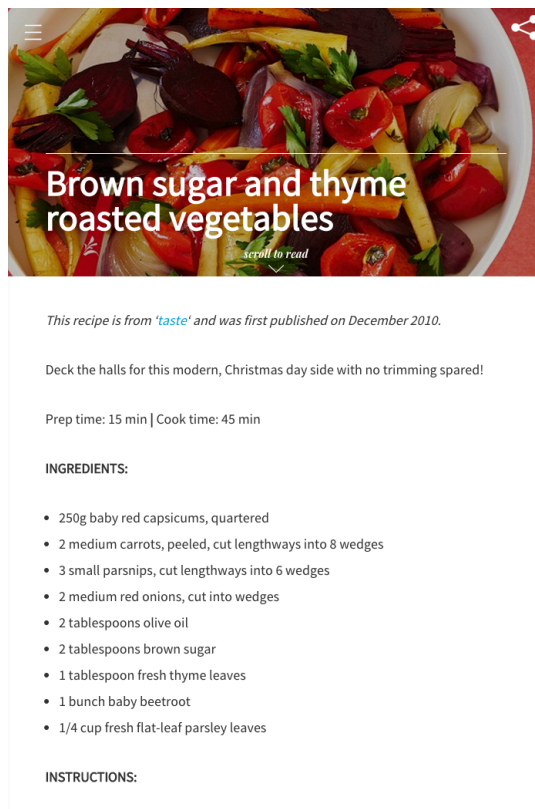 Brown sugar and thyme
roasted vegetables
scroll to read
This recipe is from ‘taste‘ and was first published on December 2010.
Deck the halls for this modern, Christmas day side with no trimming spared!
Prep time: 15 min | Cook time: 45 min
INGREDIENTS:
• 250g baby red capsicums, quartered
• 2 medium carrots, peeled, cut lengthways into 8 wedges
• 3 small parsnips, cut lengthways into 6 wedges
• 2 medium red onions, cut into wedges
• 2 tablespoons olive oil
• 2 tablespoons brown sugar
• 1 tablespoon fresh thyme leaves
• 1 bunch baby beetroot
• 1/4 cup fresh flat-leaf parsley leaves
INSTRUCTIONS: